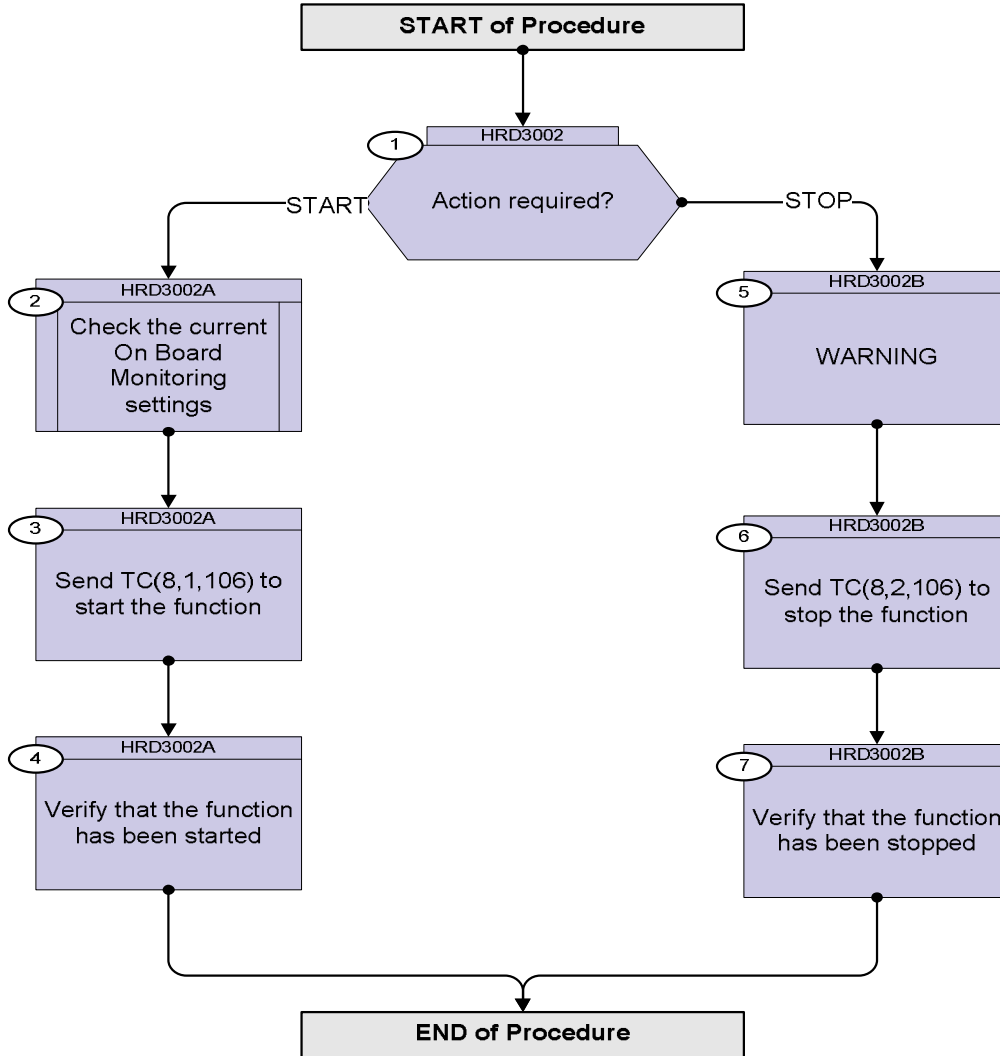 START of Procedure
1
HRD3002
Action required?
START
STOP
2
HRD3002A
Check the current
On Board
Monitoring
settings
5
HRD3002B
WARNING
3
HRD3002A
Send TC(8,1,106) to
start the function
6
HRD3002B
Send TC(8,2,106) to
stop the function
4
HRD3002A
Verify that the function
has been started
7
HRD3002B
Verify that the function
has been stopped
END of Procedure